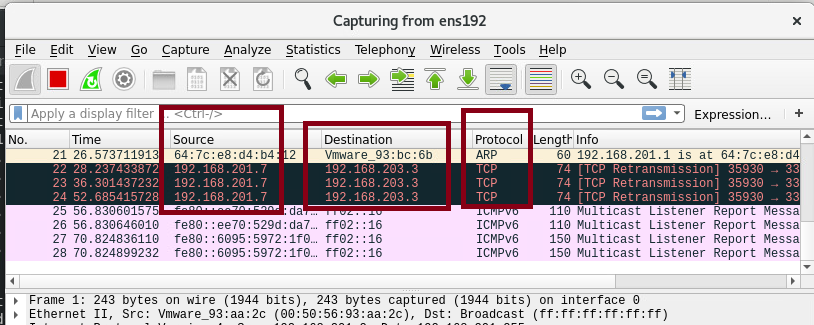 Capturing from ens192
File Edit View Go Capture Analyze Statistics Telephony Wireless Tools Help
Apply a display filter ... <Ctrl-/> Expression... +
No. Time Source Destination Protocol Length Info
21 26.573711913 64:7c:e8:d4:b4:12 Vmware_93:bc:6b ARP 60 192.168.201.1 is at 64:7c:e8:d4
22 28.237433872 192.168.201.7 192.168.203.3 TCP 74 [TCP Retransmission] 35930 → 33
23 36.301437232 192.168.201.7 192.168.203.3 TCP 74 [TCP Retransmission] 35930 → 33
24 52.685415728 192.168.201.7 192.168.203.3 TCP 74 [TCP Retransmission] 35930 → 33
25 56.830601575 fe80::ee70:529d:da7… ff02::16 ICMPv6 110 Multicast Listener Report Messa
26 56.830646010 fe80::ee70:529d:da7… ff02::16 ICMPv6 110 Multicast Listener Report Messa
27 70.824836110 fe80::6095:5972:1f0… ff02::16 ICMPv6 150 Multicast Listener Report Messa
28 70.824899232 fe80::6095:5972:1f0… ff02::16 ICMPv6 150 Multicast Listener Report Messa
Frame 1: 243 bytes on wire (1944 bits), 243 bytes captured (1944 bits) on interface 0
Ethernet II, Src: Vmware_93:aa:2c (00:50:56:93:aa:2c), Dst: Broadcast (ff:ff:ff:ff:ff:ff)